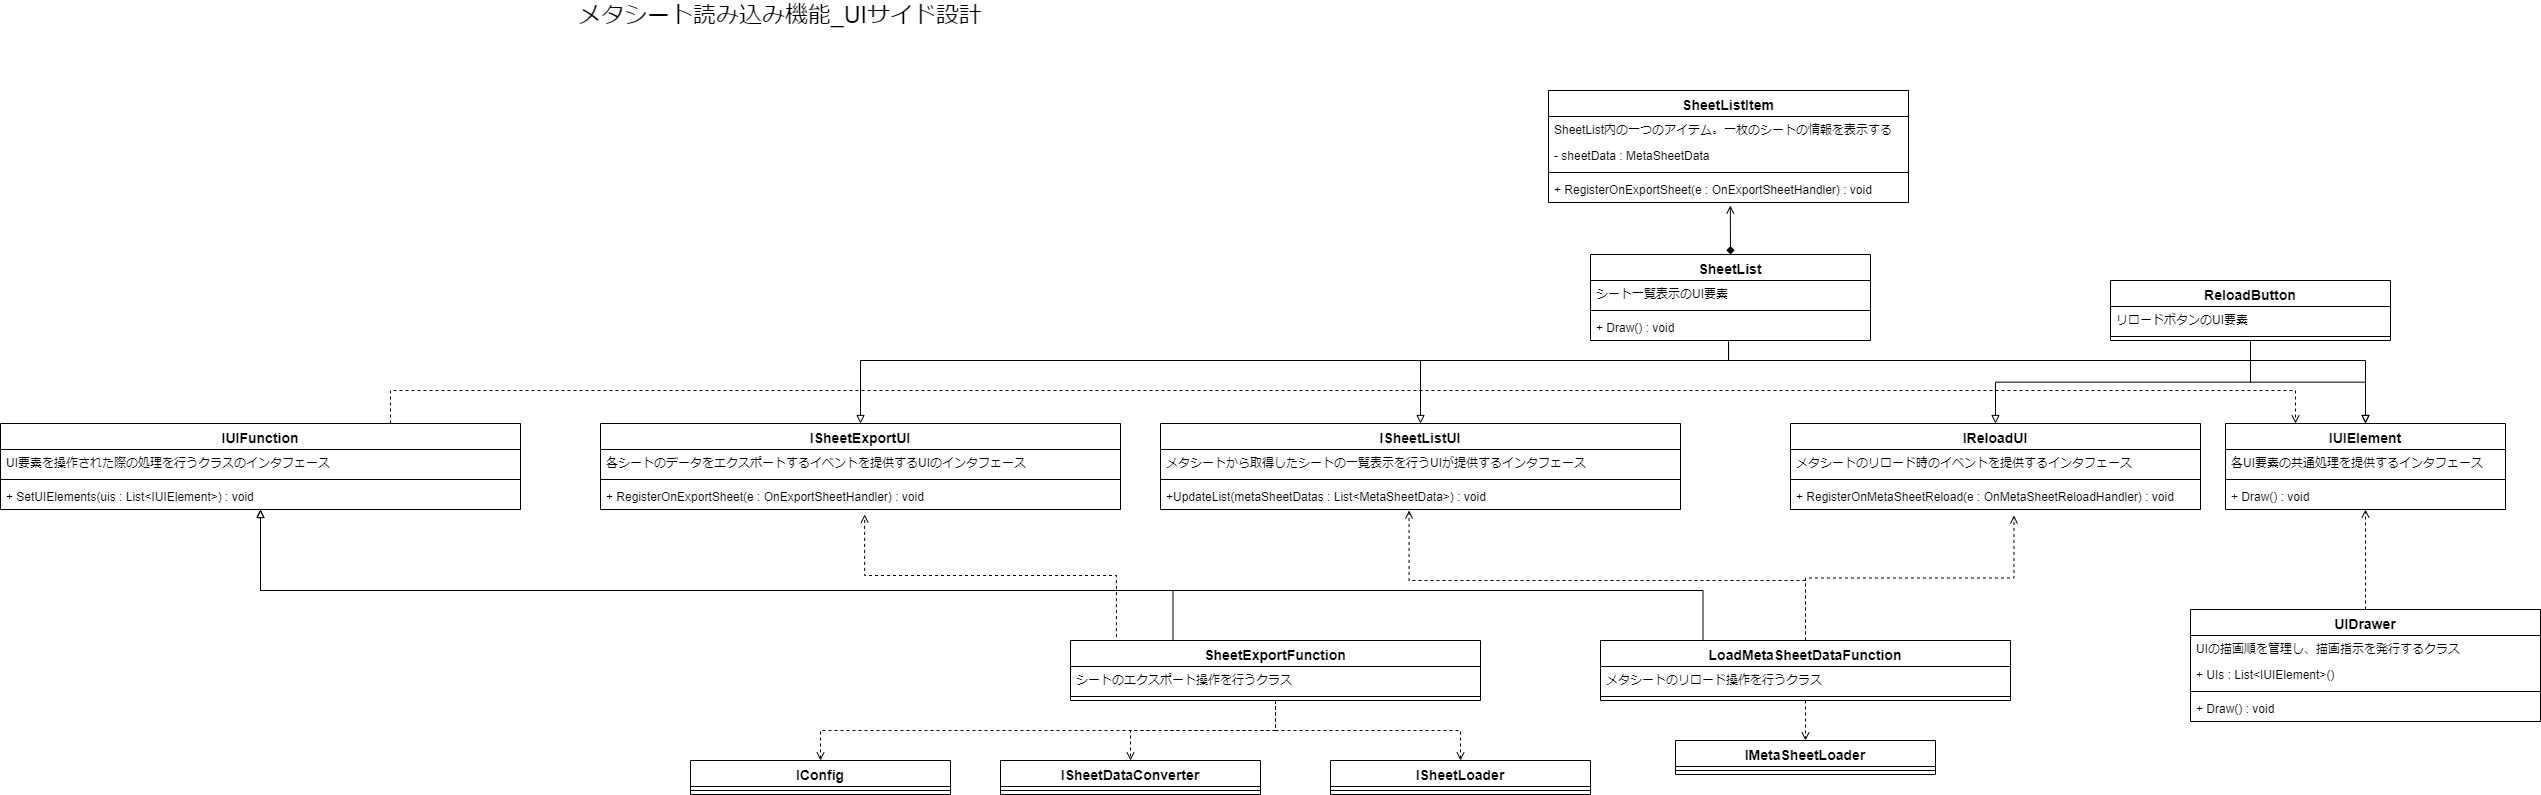 メタシート読み込み機能_UIサイド設計
SheetListItem
SheetList内の一つのアイテム。一枚のシートの情報を表示する
- sheetData : MetaSheetData
+ RegisterOnExportSheet(e : OnExportSheetHandler) : void
SheetList
シート一覧表示のUI要素
+ Draw() : void
ReloadButton
リロードボタンのUI要素
IUIFunction
UI要素を操作された際の処理を行うクラスのインタフェース
+ SetUIElements(uis : List<IUIElement>) : void
ISheetExportUI
各シートのデータをエクスポートするイベントを提供するUIのインタフェース
+ RegisterOnExportSheet(e : OnExportSheetHandler) : void
ISheetListUI
メタシートから取得したシートの一覧表示を行うUIが提供するインタフェース
+UpdateList(metaSheetDatas : List<MetaSheetData>) : void
IReloadUI
メタシートのリロード時のイベントを提供するインタフェース
+ RegisterOnMetaSheetReload(e : OnMetaSheetReloadHandler) : void
IUIElement
各UI要素の共通処理を提供するインタフェース
+ Draw() : void
SheetExportFunction
シートのエクスポート操作を行うクラス
LoadMetaSheetDataFunction
メタシートのリロード操作を行うクラス
UIDrawer
UIの描画順を管理し、描画指示を発行するクラス
+ UIs : List<IUIElement>()
+ Draw() : void
IConfig
ISheetDataConverter
ISheetLoader
IMetaSheetLoader